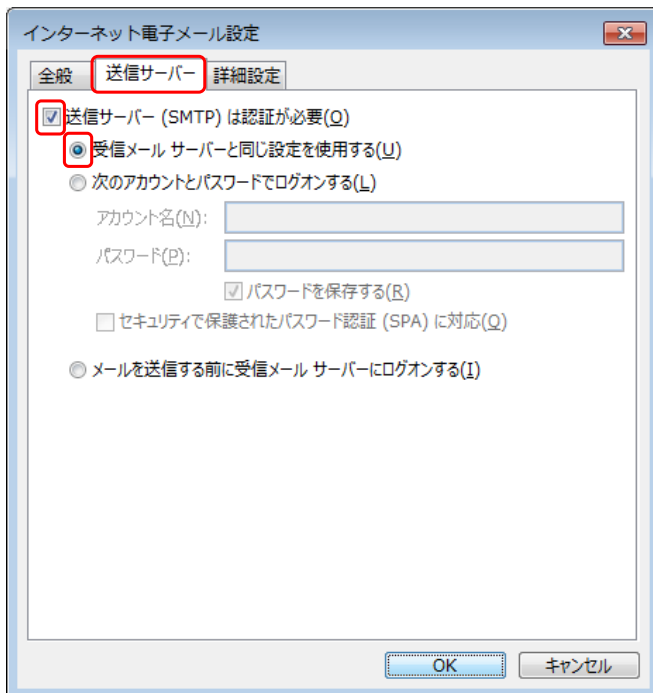 インターネット電子メール設定
全般 送信サーバー 詳細設定
送信サーバー (SMTP) は認証が必要(O)
受信メール サーバーと同じ設定を使用する(U)
次のアカウントとパスワードでログオンする(L)
アカウント名(N):
パスワード(P):
パスワードを保存する(R)
セキュリティで保護されたパスワード認証 (SPA) に対応(Q)
メールを送信する前に受信メール サーバーにログオンする(I)
OK キャンセル